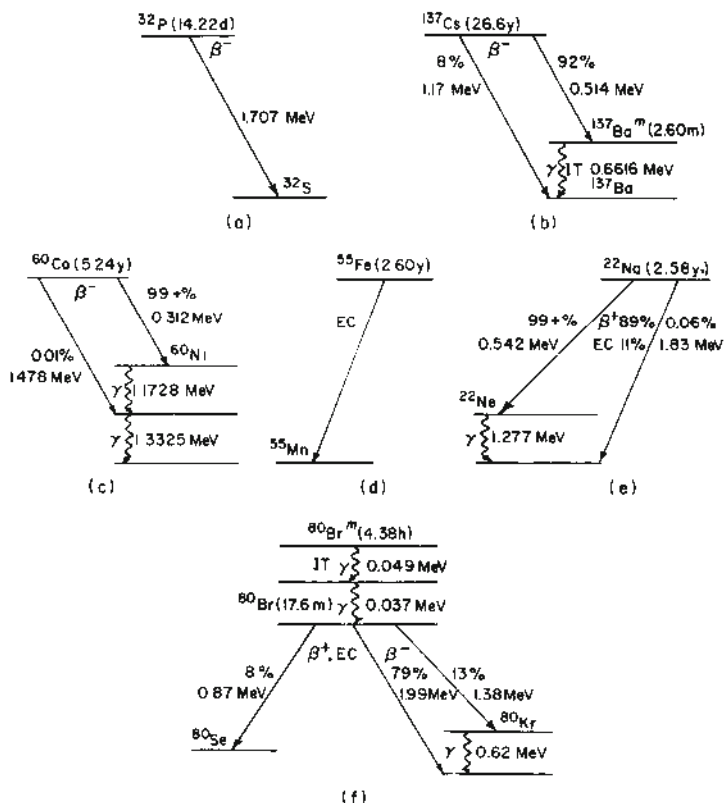 ³²P (14.22d)
β⁻
1.707 MeV
³²S
(a)
¹³⁷Cs (26.6y)
β⁻
8%
1.17 MeV
92%
0.514 MeV
¹³⁷Baᵐ (2.60m)
γ IT 0.6616 MeV
¹³⁷Ba
(b)
⁶⁰Co (5.24y)
β⁻
99+%
0.312 MeV
0.01%
1.478 MeV
⁶⁰Ni
γ 1.1728 MeV
γ 1.3325 MeV
(c)
⁵⁵Fe (2.60y)
EC
⁵⁵Mn
(d)
²²Na (2.58y)
99+% β⁺ 89% 0.06%
0.542 MeV EC 11% 1.83 MeV
²²Ne
γ 1.277 MeV
(e)
⁸⁰Brᵐ (4.38h)
IT γ 0.049 MeV
⁸⁰Br (17.6m) γ 0.037 MeV
β⁺, EC β⁻
8% 79% 13%
0.87 MeV 1.99 MeV 1.38 MeV
⁸⁰Se
⁸⁰Kr
γ 0.62 MeV
(f)